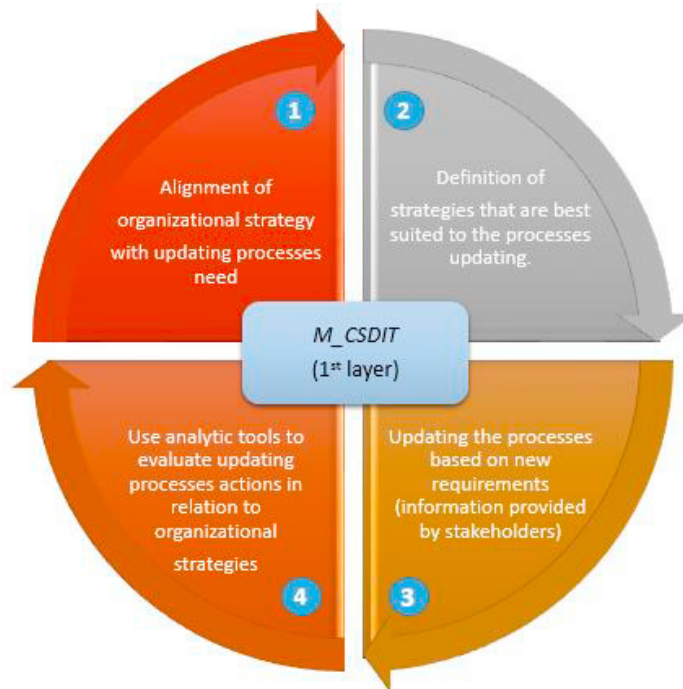 1
Alignment of
organizational strategy
with updating processes
need
2
Definition of
strategies that are best
suited to the processes
updating.
M_CSDIT
(1st layer)
Use analytic tools to
evaluate updating
processes actions in
relation to
organizational
strategies
4
Updating the processes
based on new
requirements
(information provided
by stakeholders)
3